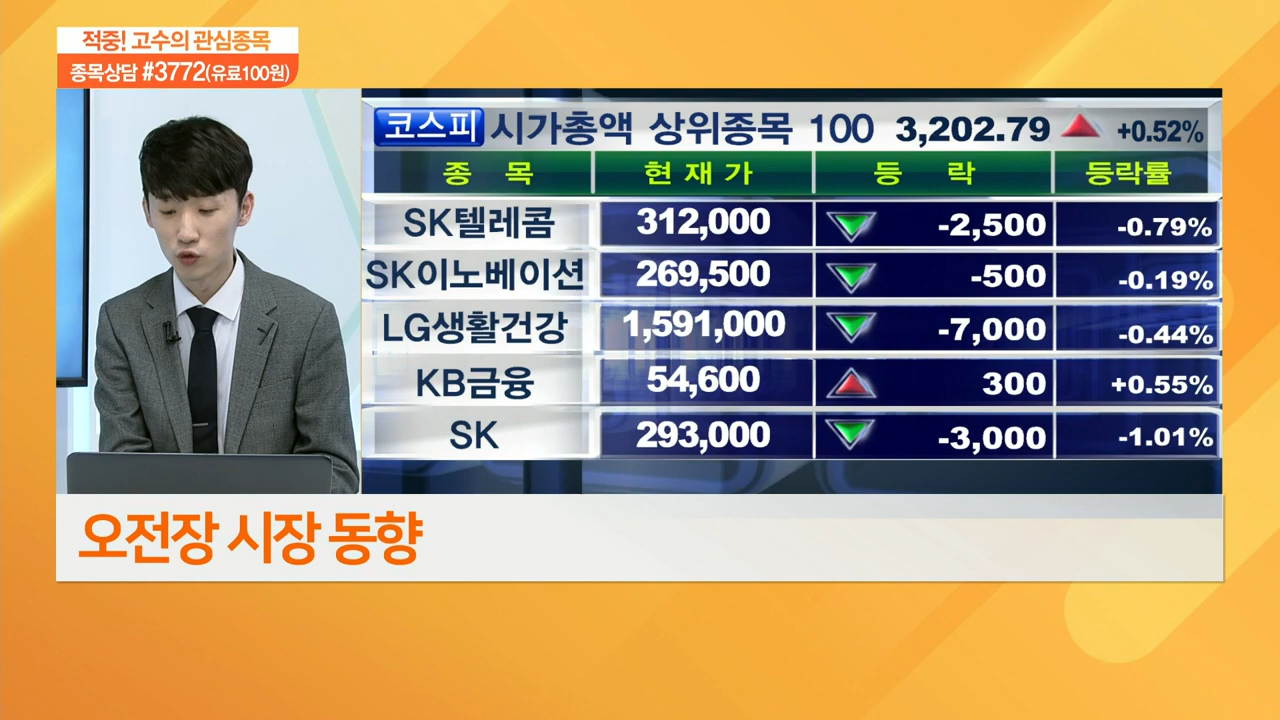 적중! 고수의 관심종목
종목상담 #3772(유료100원)
코스피 시가총액 상위종목 100 3,202.79 +0.52%
종 목 현재가 등 락 등락률
SK텔레콤 312,000 -2,500 -0.79%
SK이노베이션 269,500 -500 -0.19%
LG생활건강 1,591,000 -7,000 -0.44%
KB금융 54,600 300 +0.55%
SK 293,000 -3,000 -1.01%
오전장 시장 동향